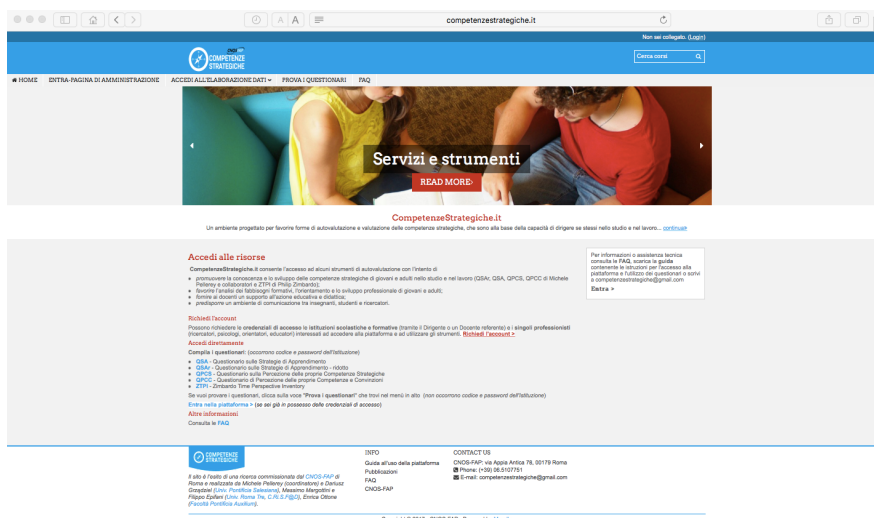 A A
competenzestrategiche.it
Non sei collegato. (Login)
CNOS-FAP
COMPETENZE
STRATEGICHE
Cerca corsi
HOME ENTRA-PAGINA DI AMMINISTRAZIONE ACCEDI ALL'ELABORAZIONE DATI PROVA I QUESTIONARI FAQ
Servizi e strumenti
READ MORE›
CompetenzeStrategiche.it
Un ambiente progettato per favorire forme di autovalutazione e valutazione delle competenze strategiche, che sono alla base della capacità di dirigere se stessi nello studio e nel lavoro... continua»
Accedi alle risorse
CompetenzeStrategiche.it consente l'accesso ad alcuni strumenti di autovalutazione con l'intento di
promuovere la conoscenza e lo sviluppo delle competenze strategiche di giovani e adulti nello studio e nel lavoro (QSAr, QSA, QPCS, QPCC di Michele
Pellerey e collaboratori e ZTPI di Philip Zimbardo);
favorire l'analisi dei fabbisogni formativi, l'orientamento e lo sviluppo professionale di giovani e adulti;
fornire ai docenti un supporto all'azione educativa e didattica;
predisporre un ambiente di comunicazione tra insegnanti, studenti e ricercatori.
Richiedi l'account
Possono richiedere le credenziali di accesso le istituzioni scolastiche e formative (tramite il Dirigente o un Docente referente) e i singoli professionisti
(ricercatori, psicologi, orientatori, educatori) interessati ad accedere alla piattaforma e ad utilizzare gli strumenti. Richiedi l'account >
Accedi direttamente
Compila i questionari: (occorrono codice e password dell'Istituzione)
QSA - Questionario sulle Strategie di Apprendimento
QSAr - Questionario sulle Strategie di Apprendimento - ridotto
QPCS - Questionario sulla Percezione delle proprie Competenze Strategiche
QPCC - Questionario di Percezione delle proprie Competenze e Convinzioni
ZTPI - Zimbardo Time Perspective Inventory
Se vuoi provare i questionari, clicca sulla voce "Prova i questionari" che trovi nel menù in alto (non occorrono codice e password dell'Istituzione)
Entra nella piattaforma > (se sei già in possesso delle credenziali di accesso)
Altre informazioni
Consulta le FAQ
Per informazioni o assistenza tecnica
consulta le FAQ, scarica la guida
contenente le istruzioni per l'accesso alla
piattaforma e l'utilizzo dei questionari o scrivi
a competenzestrategiche@gmail.com
Entra >
COMPETENZE
STRATEGICHE
Il sito è l'esito di una ricerca commissionata dal CNOS-FAP di
Roma e realizzata da Michele Pellerey (coordinatore) e Dariusz
Grządziel (Univ. Pontificia Salesiana), Massimo Margottini e
Filippo Epifani (Univ. Roma Tre, C.Ri.S.F@D), Enrica Ottone
(Facoltà Pontificia Auxilium).
INFO
Guida all'uso della piattaforma
Pubblicazioni
FAQ
CNOS-FAP
CONTACT US
CNOS-FAP: via Appia Antica 78, 00179 Roma
Phone: (+39) 06.5107751
E-mail: competenzestrategiche@gmail.com